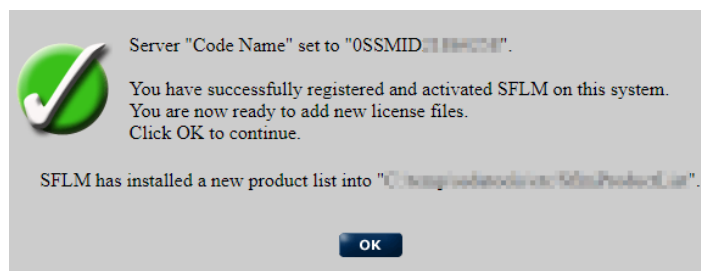 Server "Code Name" set to "0SSMID
You have successfully registered and activated SFLM on this system.
You are now ready to add new license files.
Click OK to continue.
SFLM has installed a new product list into "
OK